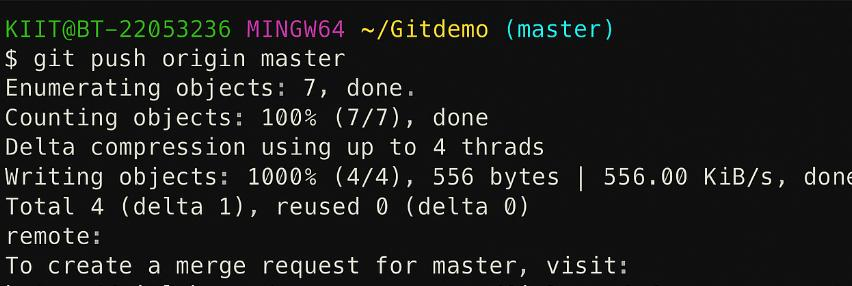 KIIT@BT-22053236 MINGW64 ~/Gitdemo (master)
$ git push origin master
Enumerating objects: 7, done.
Counting objects: 100% (7/7), done
Delta compression using up to 4 thrads
Writing objects: 1000% (4/4), 556 bytes | 556.00 KiB/s, done
Total 4 (delta 1), reused 0 (delta 0)
remote:
To create a merge request for master, visit: